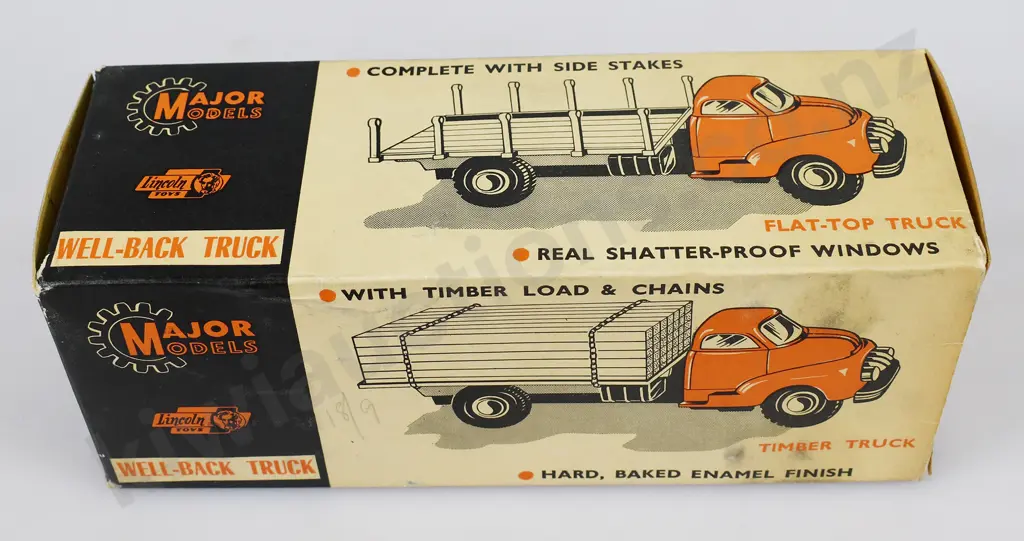 MAJOR
MODELS
Lincoln
TOYS
WELL-BACK TRUCK
COMPLETE WITH SIDE STAKES
FLAT-TOP TRUCK
REAL SHATTER-PROOF WINDOWS
MAJOR
MODELS
Lincoln
TOYS
WELL-BACK TRUCK
WITH TIMBER LOAD & CHAINS
TIMBER TRUCK
HARD, BAKED ENAMEL FINISH